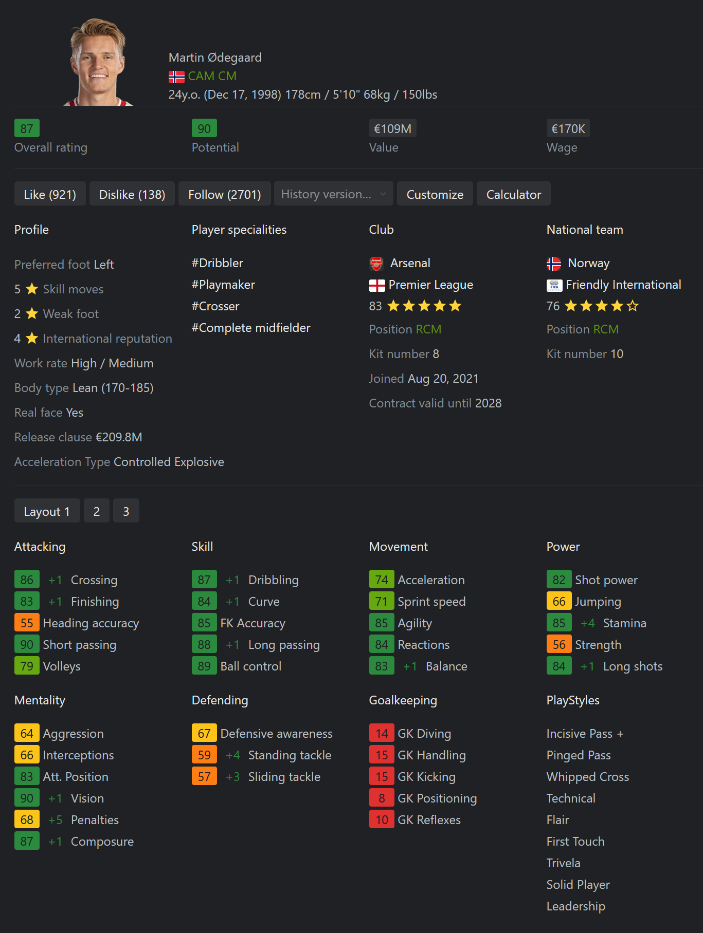 Martin Ødegaard
CAM CM
24y.o. (Dec 17, 1998) 178cm / 5'10" 68kg / 150lbs
87 90 €109M €170K
Overall rating Potential Value Wage
Like (921) Dislike (138) Follow (2701) History version... Customize Calculator
Profile
Preferred foot Left
5 Skill moves
2 Weak foot
4 International reputation
Work rate High / Medium
Body type Lean (170-185)
Real face Yes
Release clause €209.8M
Acceleration Type Controlled Explosive
Player specialities
#Dribbler
#Playmaker
#Crosser
#Complete midfielder
Club
Arsenal
Premier League
83
Position RCM
Kit number 8
Joined Aug 20, 2021
Contract valid until 2028
National team
Norway
Friendly International
76
Position RCM
Kit number 10
Layout 1 2 3
Attacking
86 +1 Crossing
83 +1 Finishing
55 Heading accuracy
90 Short passing
79 Volleys
Skill
87 +1 Dribbling
84 +1 Curve
85 FK Accuracy
88 +1 Long passing
89 Ball control
Movement
74 Acceleration
71 Sprint speed
85 Agility
84 Reactions
83 +1 Balance
Power
82 Shot power
66 Jumping
85 +4 Stamina
56 Strength
84 +1 Long shots
Mentality
64 Aggression
66 Interceptions
83 Att. Position
90 +1 Vision
68 +5 Penalties
87 +1 Composure
Defending
67 Defensive awareness
59 +4 Standing tackle
57 +3 Sliding tackle
Goalkeeping
14 GK Diving
15 GK Handling
15 GK Kicking
8 GK Positioning
10 GK Reflexes
PlayStyles
Incisive Pass +
Pinged Pass
Whipped Cross
Technical
Flair
First Touch
Trivela
Solid Player
Leadership